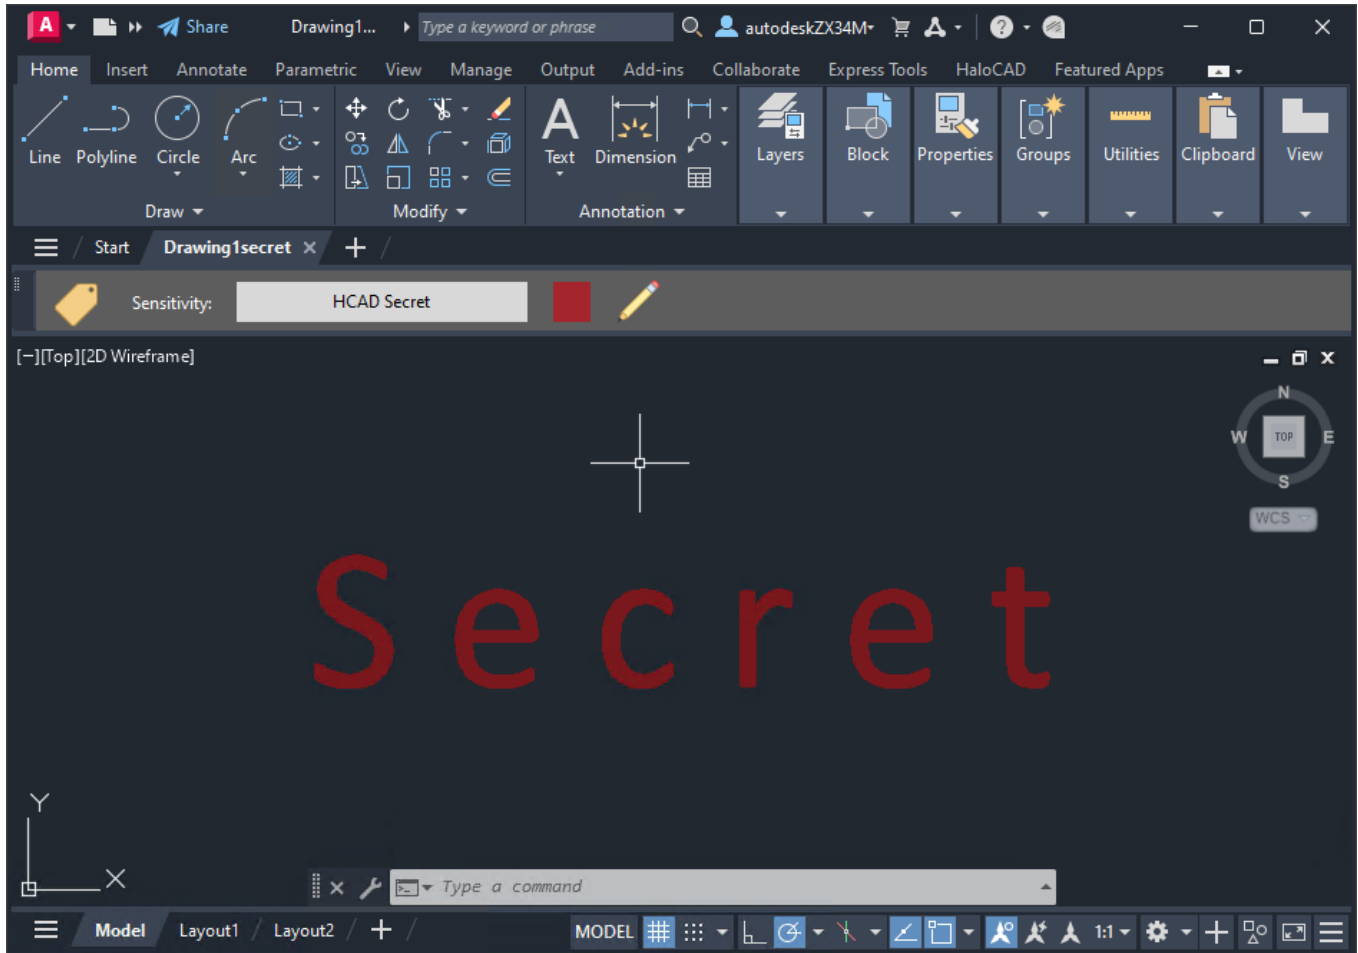 A Share Drawing1... Type a keyword or phrase autodeskZX34M
Home Insert Annotate Parametric View Manage Output Add-ins Collaborate Express Tools HaloCAD Featured Apps
Line Polyline Circle Arc Text Dimension Layers Block Properties Groups Utilities Clipboard View
Draw Modify Annotation
Start Drawing1secret
Sensitivity: HCAD Secret
[−][Top][2D Wireframe]
N
W TOP E
S
WCS
Secret
Y
X
Type a command
Model Layout1 Layout2 MODEL 1:1